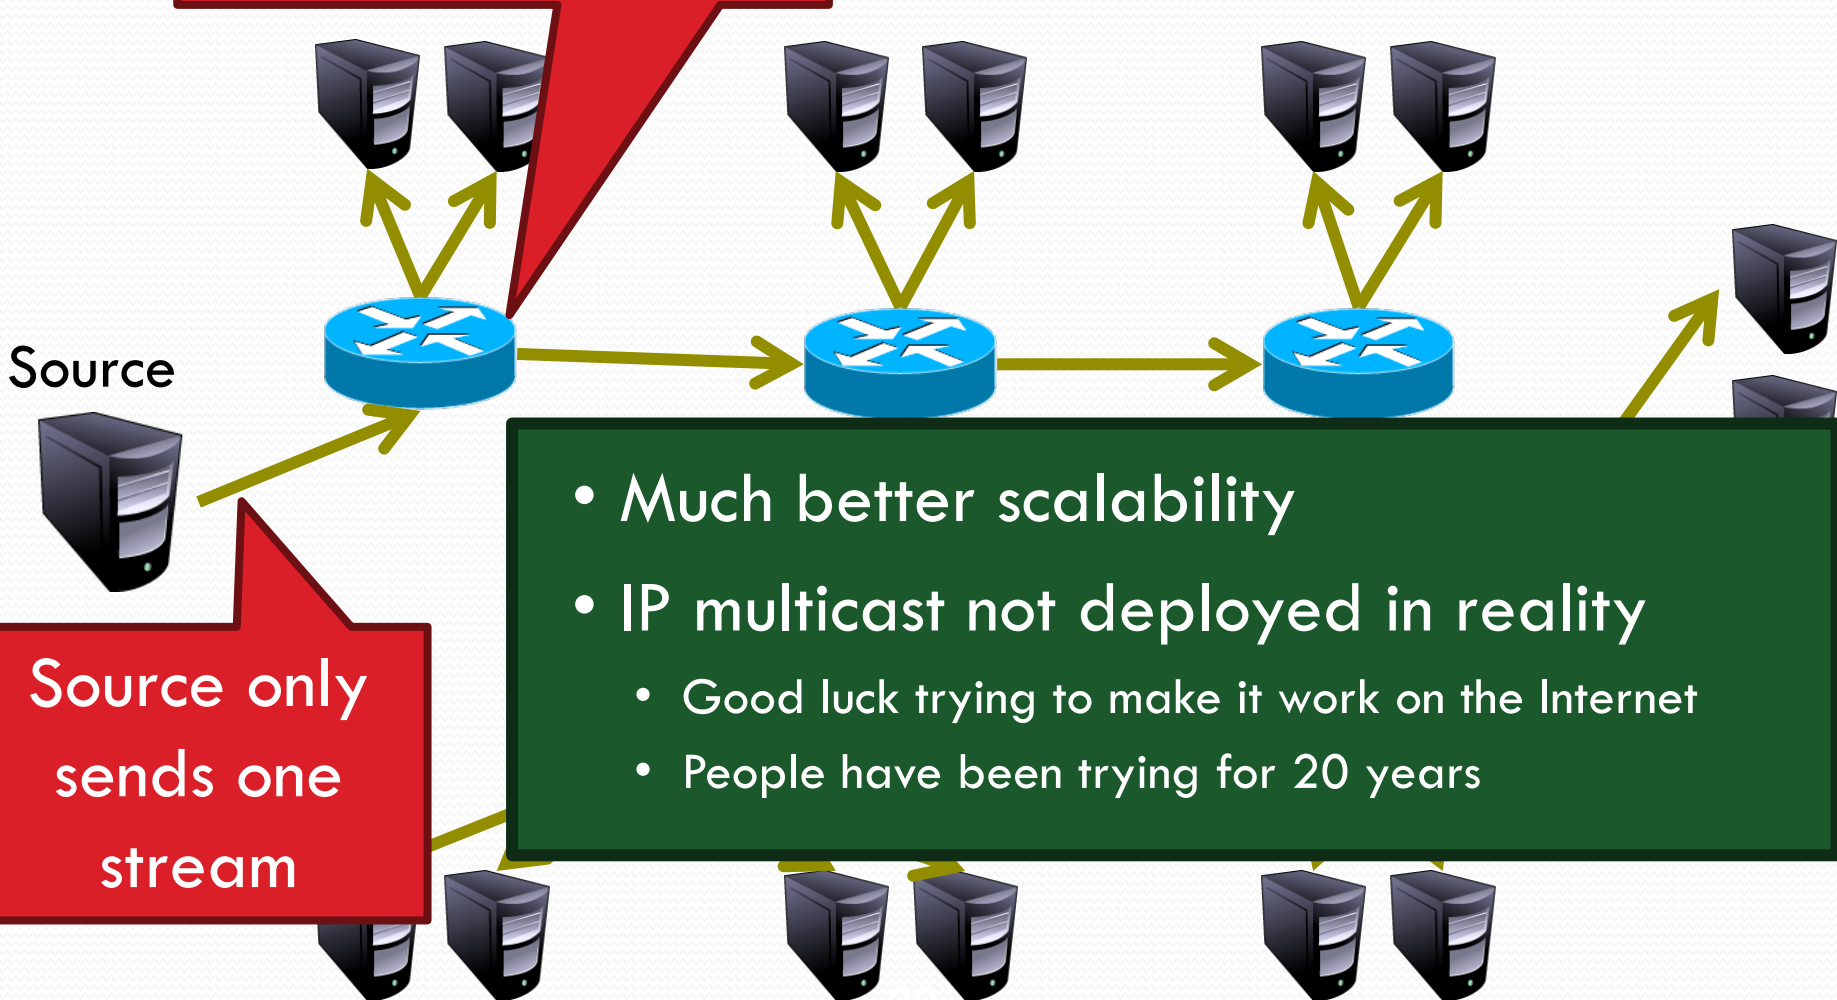 Source
• Much better scalability
• IP multicast not deployed in reality
• Good luck trying to make it work on the Internet
• People have been trying for 20 years
Source only
sends one
stream